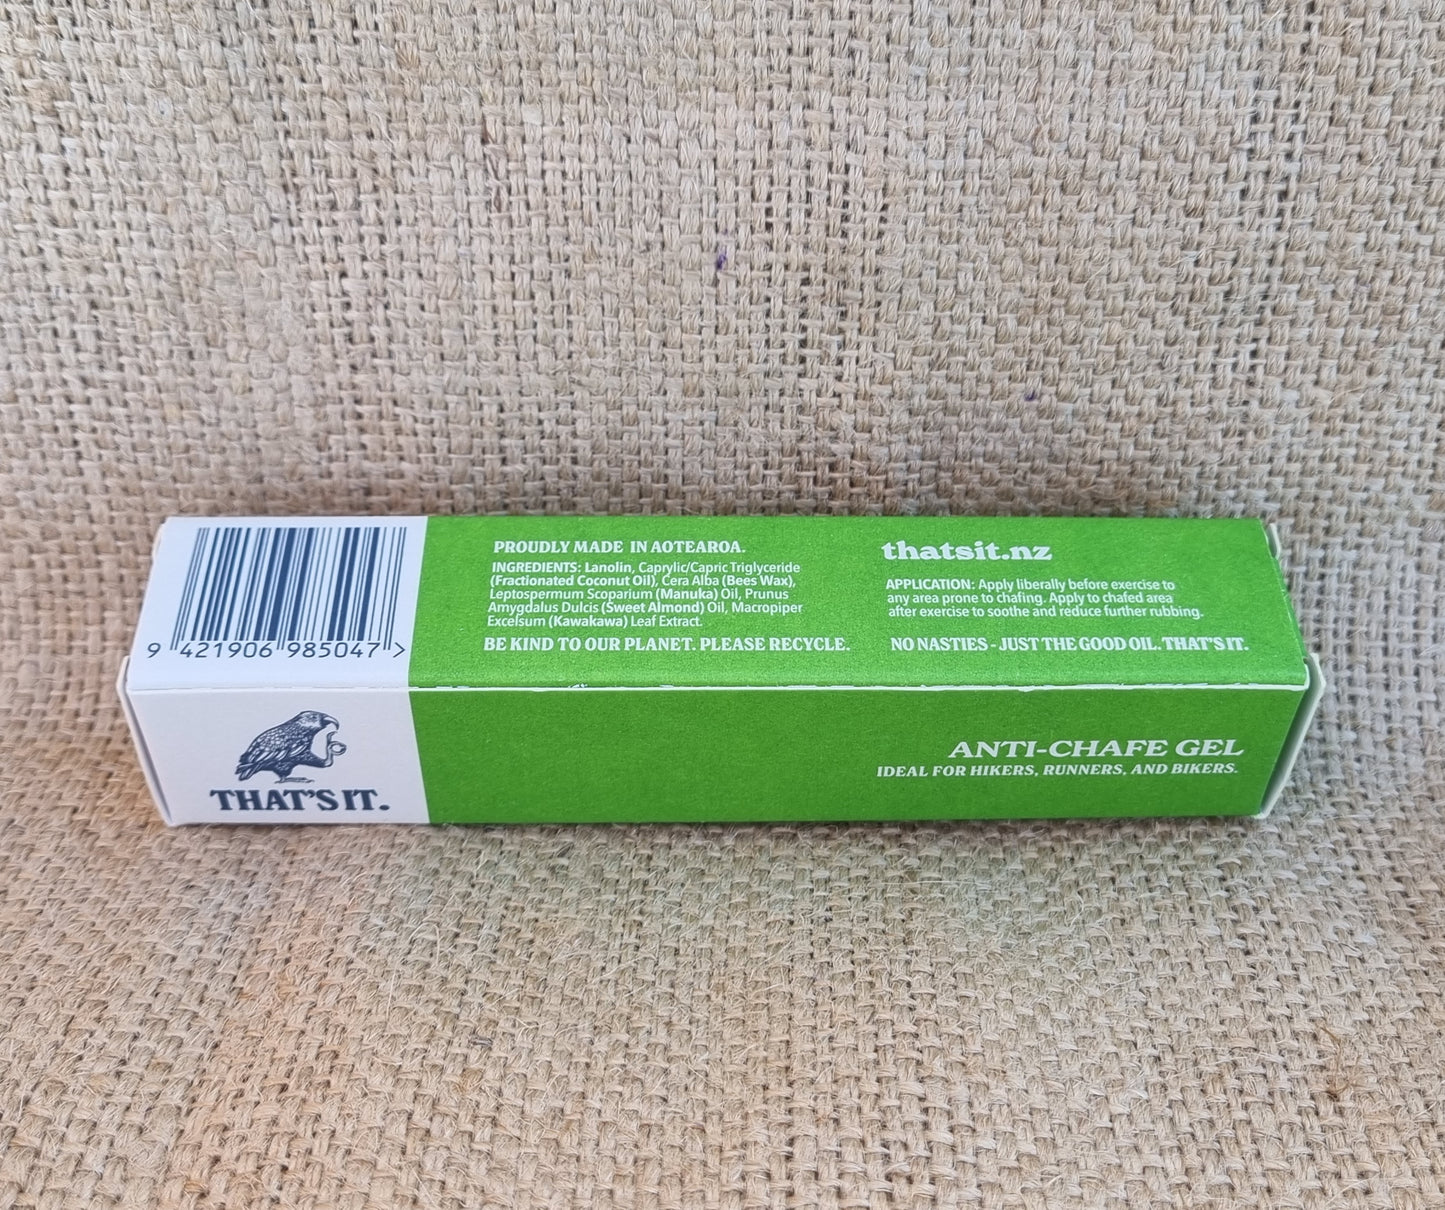 PROUDLY MADE IN AOTEAROA.
INGREDIENTS: Lanolin, Caprylic/Capric Triglyceride
(Fractionated Coconut Oil), Cera Alba (Bees Wax),
Leptospermum Scoparium (Manuka) Oil, Prunus
Amygdalus Dulcis (Sweet Almond) Oil, Macropiper
Excelsum (Kawakawa) Leaf Extract.
BE KIND TO OUR PLANET. PLEASE RECYCLE.
thatsit.nz
APPLICATION: Apply liberally before exercise to
any area prone to chafing. Apply to chafed area
after exercise to soothe and reduce further rubbing.
NO NASTIES - JUST THE GOOD OIL. THAT'S IT.
9 421906 985047 >
THAT'S IT.
ANTI-CHAFE GEL
IDEAL FOR HIKERS, RUNNERS, AND BIKERS.